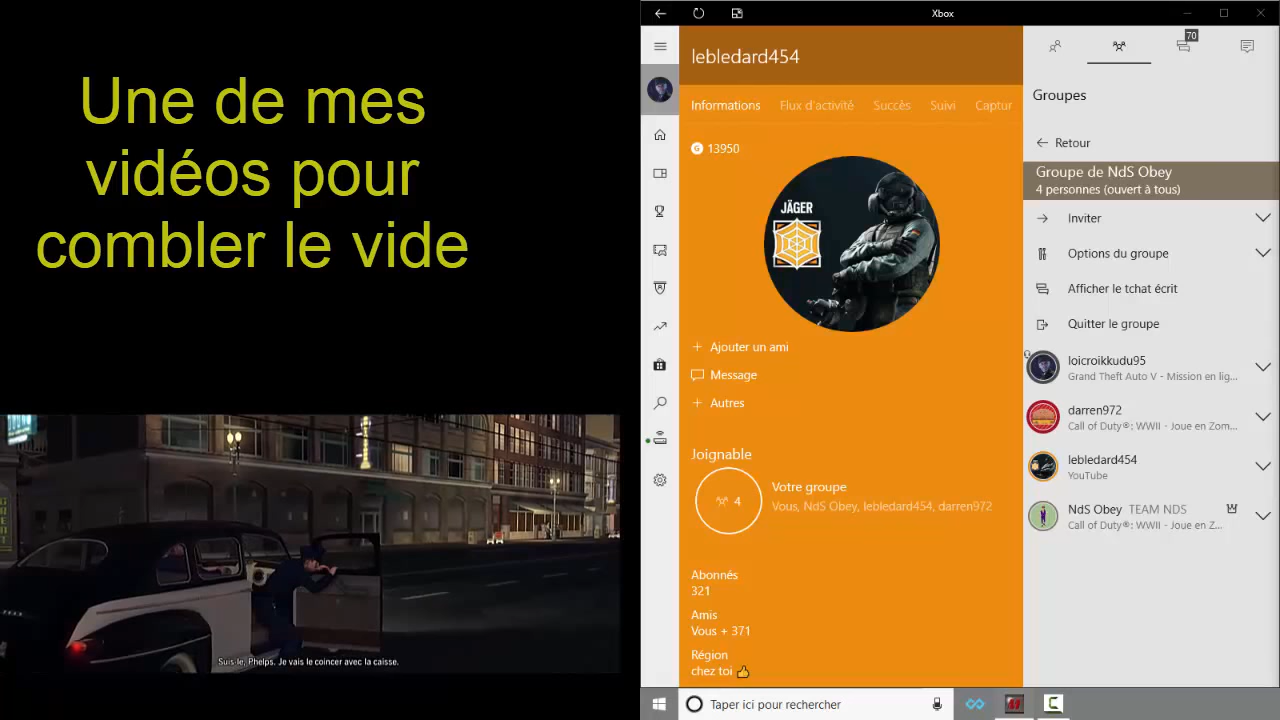 Une de mes
vidéos pour
combler le vide
Suis-le, Phelps. Je vais le coincer avec la caisse.
Xbox
lebledard454
Informations Flux d'activité Succès Suivi Captur
G 13950
JÄGER
+ Ajouter un ami
Message
+ Autres
Joignable
4
Votre groupe
Vous, NdS Obey, lebledard454, darren972
Abonnés
321
Amis
Vous + 371
Région
chez toi 👍
70
Groupes
Retour
Groupe de NdS Obey
4 personnes (ouvert à tous)
Inviter
Options du groupe
Afficher le tchat écrit
Quitter le groupe
loicroikkudu95
Grand Theft Auto V - Mission en lig...
darren972
Call of Duty®: WWII - Joue en Zom...
lebledard454
YouTube
NdS Obey TEAM NDS
Call of Duty®: WWII - Joue en Z...
Taper ici pour rechercher